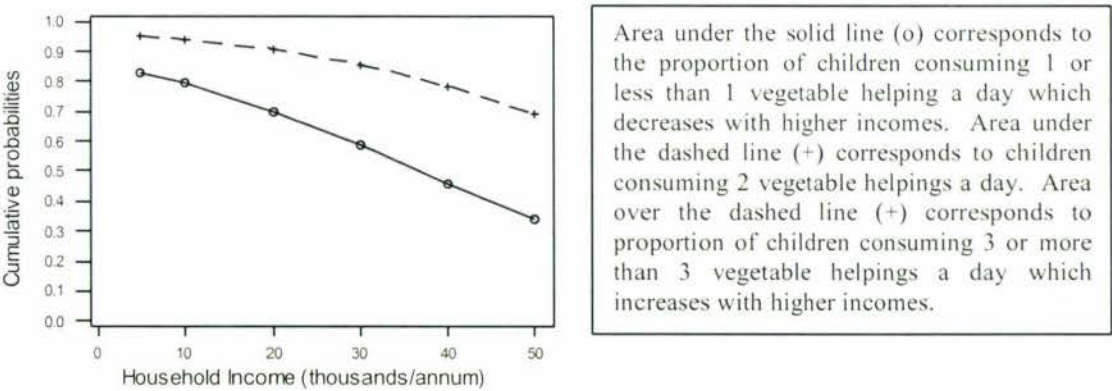 1.0
0.9
0.8
0.7
0.6
0.5
0.4
0.3
0.2
0.1
0.0
Cumulative probabilities
0 10 20 30 40 50
Household Income (thousands/annum)
Area under the solid line (o) corresponds to
the proportion of children consuming 1 or
less than 1 vegetable helping a day which
decreases with higher incomes. Area under
the dashed line (+) corresponds to children
consuming 2 vegetable helpings a day. Area
over the dashed line (+) corresponds to
proportion of children consuming 3 or more
than 3 vegetable helpings a day which
increases with higher incomes.